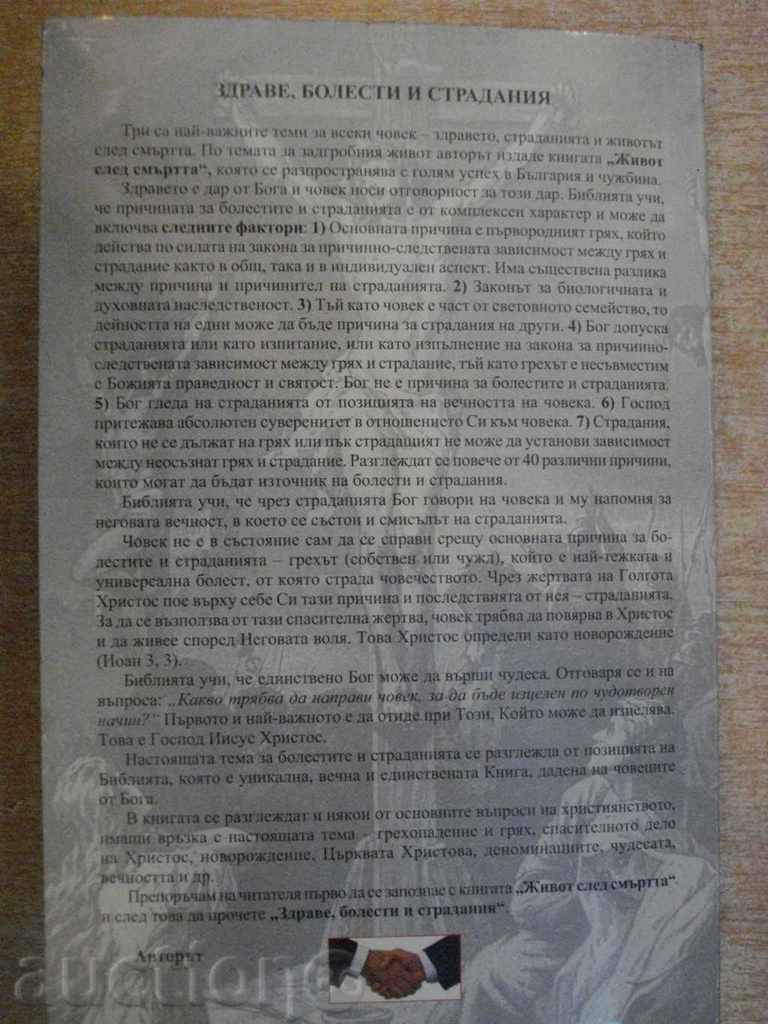 ЗДРАВЕ, БОЛЕСТИ И СТРАДАНИЯ
Три са най-важните теми за всеки човек – здравето, страданията и животът
след смъртта. По темата за задгробния живот авторът издаде книгата „Живот
след смъртта“, която се разпространява с голям успех в България и чужбина.
Здравето е дар от Бога и човек носи отговорност за този дар. Библията учи,
че причината за болестите и страданията е от комплексен характер и може да
включва следните фактори: 1) Основната причина е първородният грях, който
действа по силата на закона за причинно-следствената зависимост между грях и
страдание както в общ, така и в индивидуален аспект. Има съществена разлика
между причина и причинител на страданията. 2) Законът за биологичната и
духовната наследственост. 3) Тъй като човек е част от световното семейство, то
дейността на едни може да бъде причина за страдания на други. 4) Бог допуска
страданията или като изпитание, или като изпълнение на закона за причинно-
следствената зависимост между грях и страдание, тъй като грехът е несъвместим
с Божията праведност и святост. Бог не е причина за болестите и страданията.
5) Бог гледа на страданията от позицията на вечността на човека. 6) Господ
притежава абсолютен суверенитет в отношението Си към човека. 7) Страдания,
които не се дължат на грях или пък страдащият не може да установи зависимост
между неосъзнат грях и страдание. Разглеждат се повече от 40 различни причини,
които могат да бъдат източник на болести и страдания.
Библията учи, че чрез страданията Бог говори на човека и му напомня за
неговата вечност, в което се състои и смисълът на страданията.
Човек не е в състояние сам да се справи срещу основната причина за бо-
лестите и страданията – грехът (собствен или чужд), който е най-тежката и
универсална болест, от която страда човечеството. Чрез жертвата на Голгота
Христос пое върху себе Си тази причина и последствията от нея – страданията.
За да се възползва от тази спасителна жертва, човек трябва да повярва в Христос
и да живее според Неговата воля. Това Христос определи като новорождение
(Иоан 3, 3).
Библията учи, че единствено Бог може да върши чудеса. Отговаря се и на
въпроса: „Какво трябва да направи човек, за да бъде изцелен по чудотворен
начин?“ Първото и най-важното е да отиде при Този, Който може да изцелява.
Това е Господ Иисус Христос.
Настоящата тема за болестите и страданията се разглежда от позицията на
Библията, която е уникална, вечна и единствената Книга, дадена на човеците
от Бога.
В книгата се разглеждат и някои от основните въпроси на християнството,
имащи връзка с настоящата тема – грехопадение и грях, спасителното дело
на Христос, новорождение, Църквата Христова, деноминациите, чудесата,
вечността и др.
Препоръчам на читателя първо да се запознае с книгата „Живот след смъртта“
и след това да прочете „Здраве, болести и страдания“.
Авторът
auction